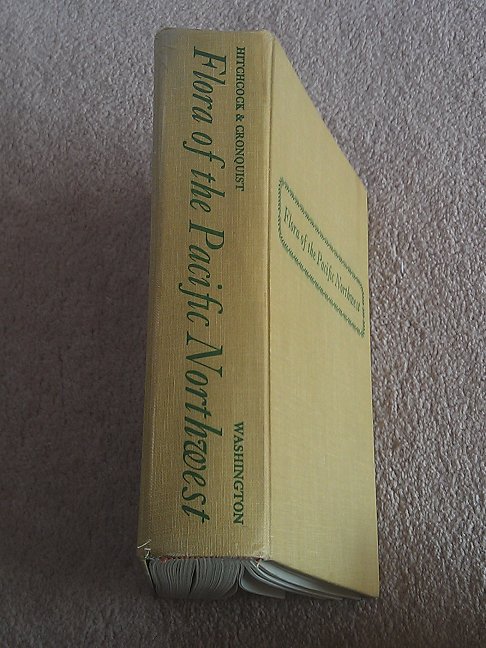 HITCHCOCK & CRONQUIST
Flora of the Pacific Northwest
WASHINGTON
Flora of the Pacific Northwest